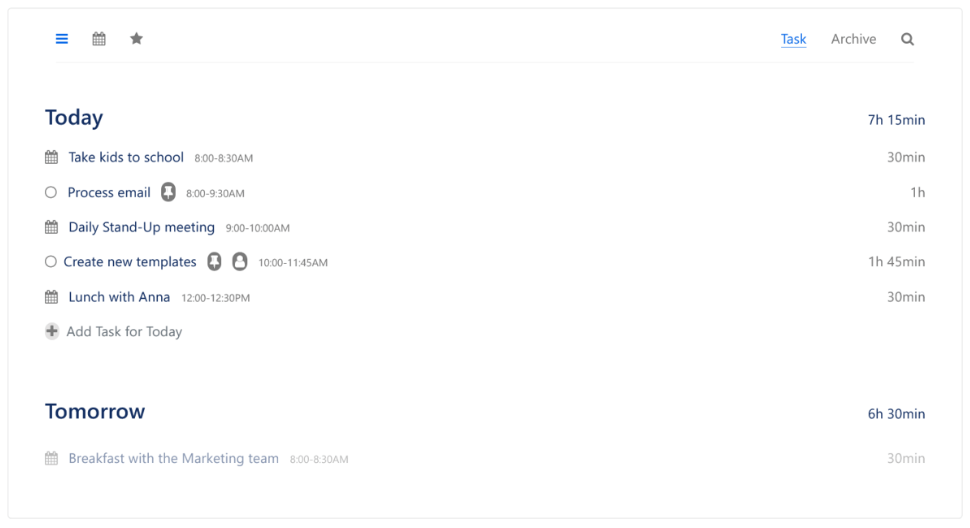 Task Archive
Today 7h 15min
Take kids to school 8:00-8:30AM 30min
Process email 8:00-9:30AM 1h
Daily Stand-Up meeting 9:00-10:00AM 30min
Create new templates 10:00-11:45AM 1h 45min
Lunch with Anna 12:00-12:30PM 30min
Add Task for Today
Tomorrow 6h 30min
Breakfast with the Marketing team 8:00-8:30AM 30min